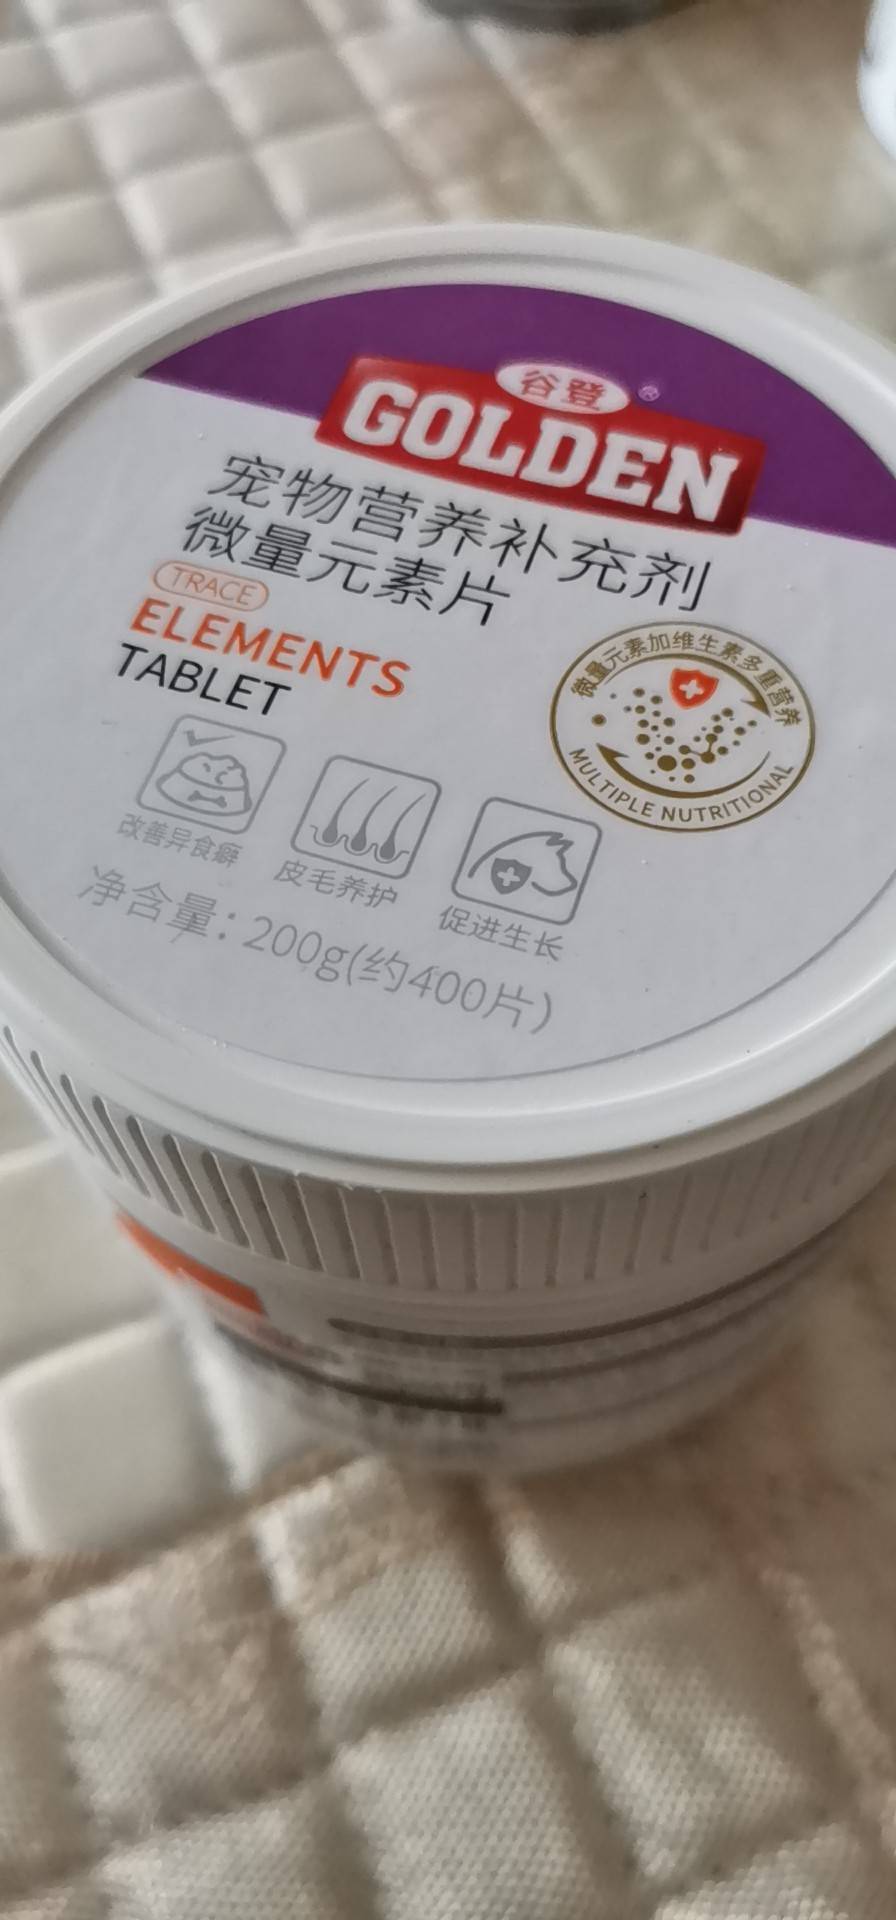 谷登®
GOLDEN
宠物营养补充剂
微量元素片
TRACE
ELEMENTS
TABLET
微量元素加维生素多重营养
MULTIPLE NUTRITIONAL
改善异食癖
皮毛养护
促进生长
净含量：200g(约400片)